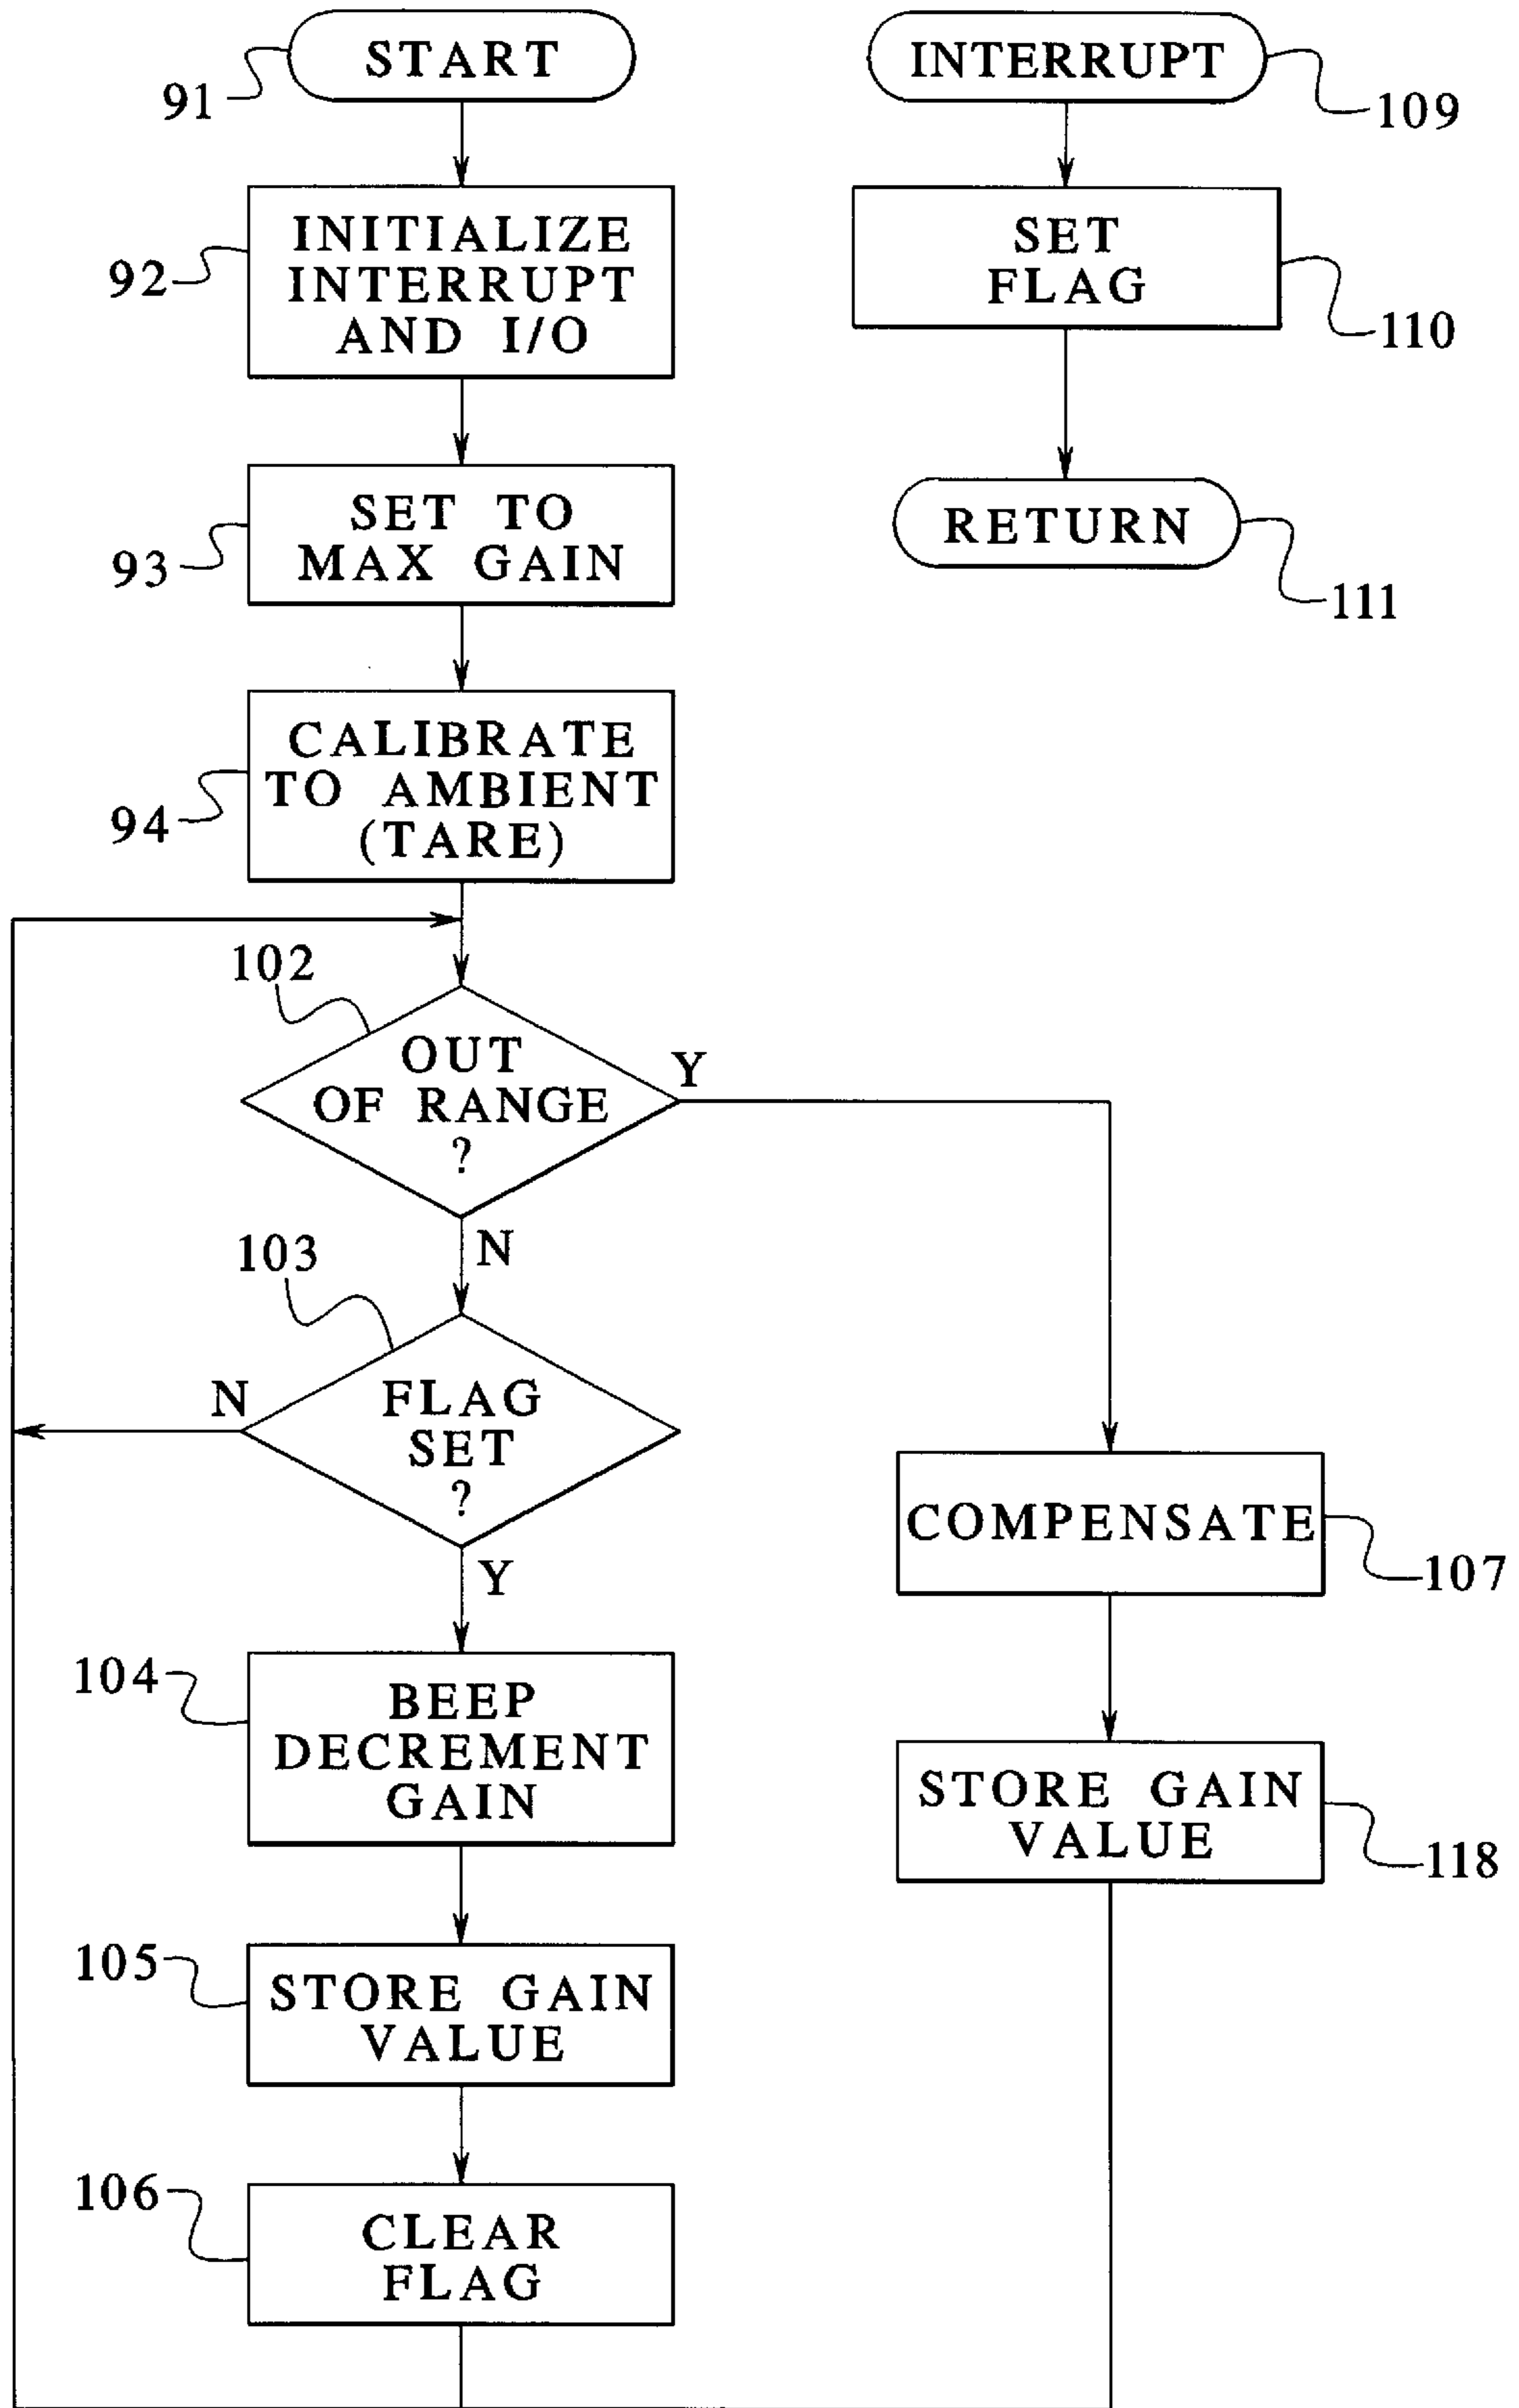 START
91
INITIALIZE
INTERRUPT
AND I/O
92
SET TO
MAX GAIN
93
CALIBRATE
TO AMBIENT
(TARE)
94
102
OUT
OF RANGE
?
Y
N
103
FLAG
SET
?
N
Y
104
BEEP
DECREMENT
GAIN
105
STORE GAIN
VALUE
106
CLEAR
FLAG
INTERRUPT
109
SET
FLAG
110
RETURN
111
COMPENSATE
107
STORE GAIN
VALUE
118